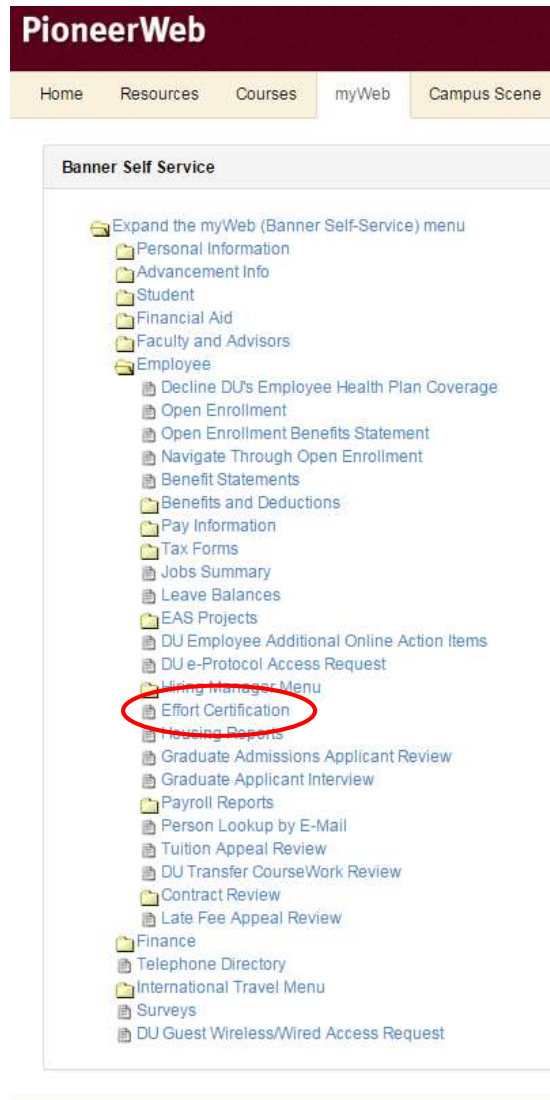 PioneerWeb
Home Resources Courses myWeb Campus Scene
Banner Self Service
Expand the myWeb (Banner Self-Service) menu
Personal Information
Advancement Info
Student
Financial Aid
Faculty and Advisors
Employee
Decline DU's Employee Health Plan Coverage
Open Enrollment
Open Enrollment Benefits Statement
Navigate Through Open Enrollment
Benefit Statements
Benefits and Deductions
Pay Information
Tax Forms
Jobs Summary
Leave Balances
EAS Projects
DU Employee Additional Online Action Items
DU e-Protocol Access Request
Hiring Manager Menu
Effort Certification
Housing Reports
Graduate Admissions Applicant Review
Graduate Applicant Interview
Payroll Reports
Person Lookup by E-Mail
Tuition Appeal Review
DU Transfer CourseWork Review
Contract Review
Late Fee Appeal Review
Finance
Telephone Directory
International Travel Menu
Surveys
DU Guest Wireless/Wired Access Request